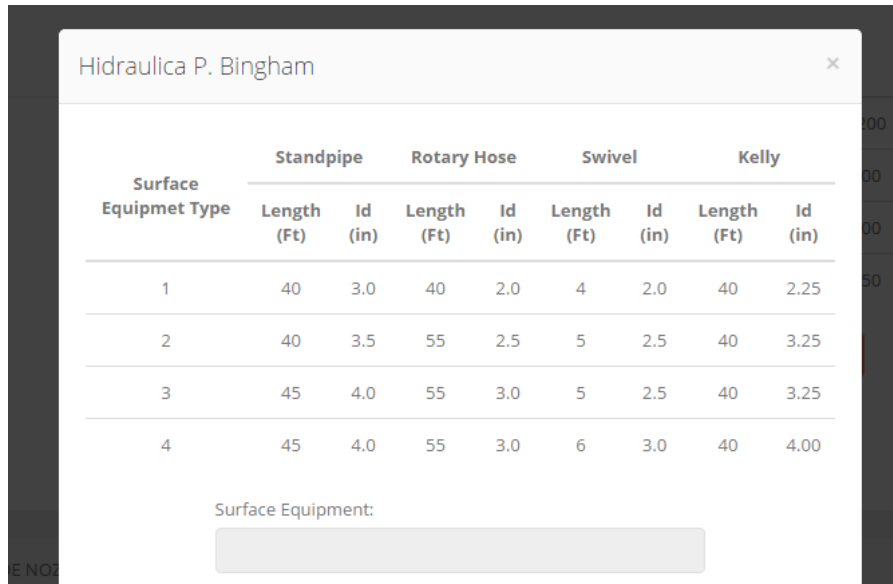 Hidraulica P. Bingham ×
Standpipe Rotary Hose Swivel Kelly
Surface
Equipmet Type
Length Id Length Id Length Id Length Id
(Ft) (in) (Ft) (in) (Ft) (in) (Ft) (in)
1 40 3.0 40 2.0 4 2.0 40 2.25
2 40 3.5 55 2.5 5 2.5 40 3.25
3 45 4.0 55 3.0 5 2.5 40 3.25
4 45 4.0 55 3.0 6 3.0 40 4.00
Surface Equipment: